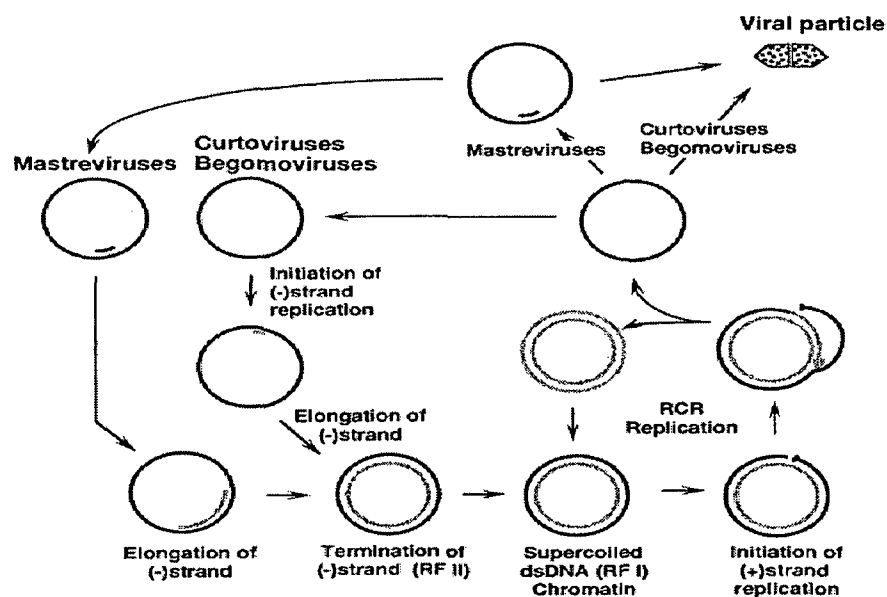 Viral particle
Curtoviruses
Begomoviruses
Mastreviruses
Curtoviruses
Begomoviruses
Mastreviruses
Initiation of
(-)strand
replication
Elongation of
(-)strand
RCR
Replication
Elongation of
(-)strand
Termination of
(-)strand (RF II)
Supercoiled
dsDNA (RF I)
Chromatin
Initiation of
(+)strand
replication